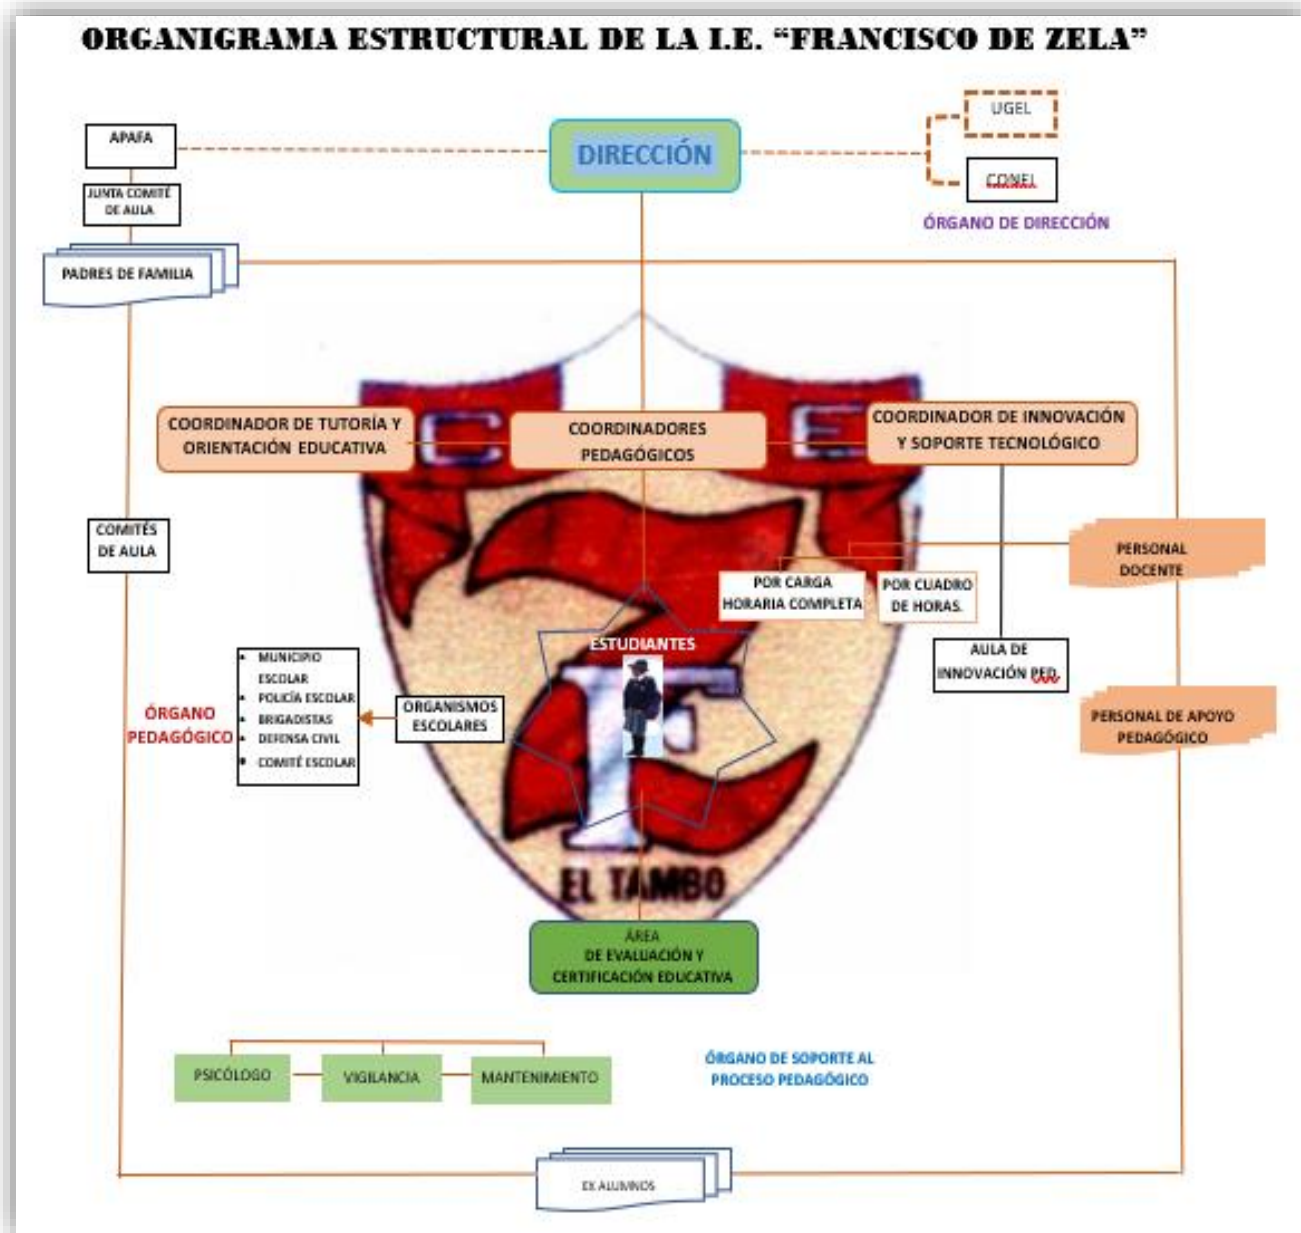 ORGANIGRAMA ESTRUCTURAL DE LA I.E. “FRANCISCO DE ZELA”
APAFA
DIRECCIÓN
UGEL
CONEI
JUNTA COMITÉ
DE AULA
ÓRGANO DE DIRECCIÓN
PADRES DE FAMILIA
C E
COORDINADOR DE TUTORÍA Y
ORIENTACIÓN EDUCATIVA
COORDINADORES
PEDAGÓGICOS
COORDINADOR DE INNOVACIÓN
Y SOPORTE TECNOLÓGICO
COMITÉS
DE AULA
PERSONAL
DOCENTE
POR CARGA
HORARIA COMPLETA
POR CUADRO
DE HORAS.
ESTUDIANTES
AULA DE
INNOVACIÓN PED.
ÓRGANO
PEDAGÓGICO
• MUNICIPIO
ESCOLAR
• POLICÍA ESCOLAR
• BRIGADISTAS
• DEFENSA CIVIL
• COMITÉ ESCOLAR
ORGANISMOS
ESCOLARES
PERSONAL DE APOYO
PEDAGÓGICO
Z F
EL TAMBO
ÁREA
DE EVALUACIÓN Y
CERTIFICACIÓN EDUCATIVA
PSICÓLOGO
VIGILANCIA
MANTENIMIENTO
ÓRGANO DE SOPORTE AL
PROCESO PEDAGÓGICO
EX ALUMNOS